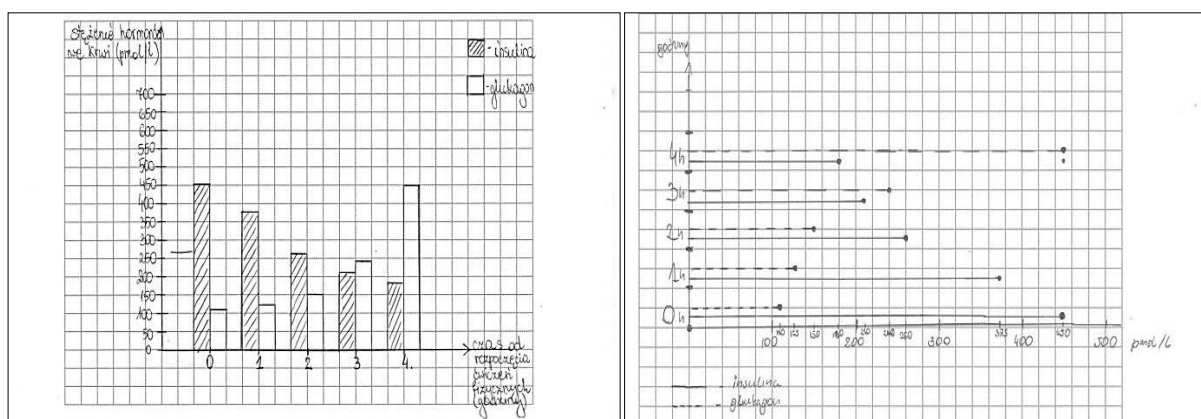 stężenie hormonów
we krwi (pmol/l)
- insulina
- glukagon
700
650
600
550
500
450
400
350
300
250
200
150
100
50
0
0 1 2 3 4.
czas od
rozpoczęcia
ćwiczeń
fizycznych
(godziny)
godziny
4h
3h
2h
1h
0h
110 125 150 180 210 240 260 375 450
100 200 300 400 500 pmol/l
- insulina
- glukagon